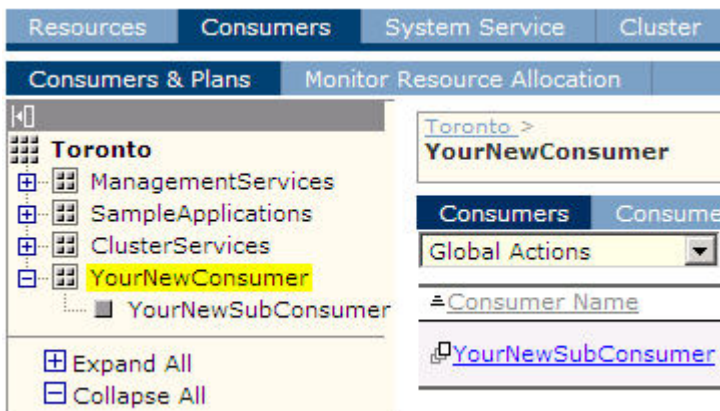 Resources Consumers System Service Cluster
Consumers & Plans Monitor Resource Allocation
Toronto
ManagementServices
SampleApplications
ClusterServices
YourNewConsumer
YourNewSubConsumer
Expand All
Collapse All
Toronto >
YourNewConsumer
Consumers Consume
Global Actions
Consumer Name
YourNewSubConsumer